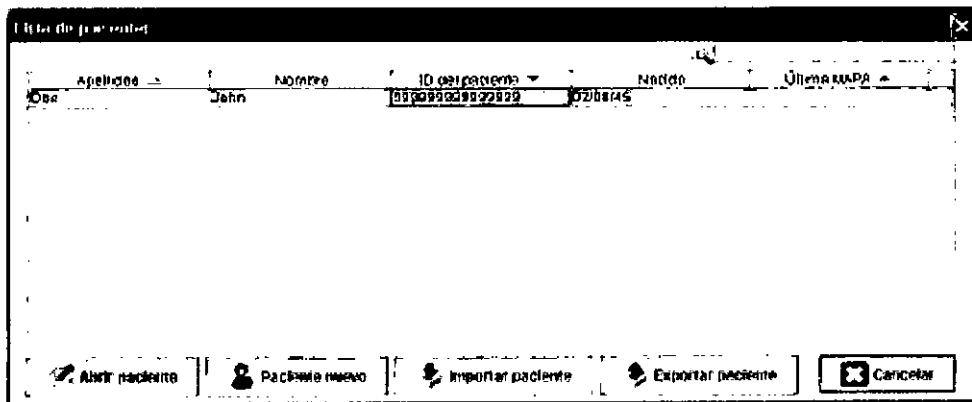 Lista de pacientes
Apellidos Nombre ID del paciente Nacido Última MAPA
John 02/08/45
Abrir paciente Paciente nuevo Importar paciente Exportar paciente Cancelar